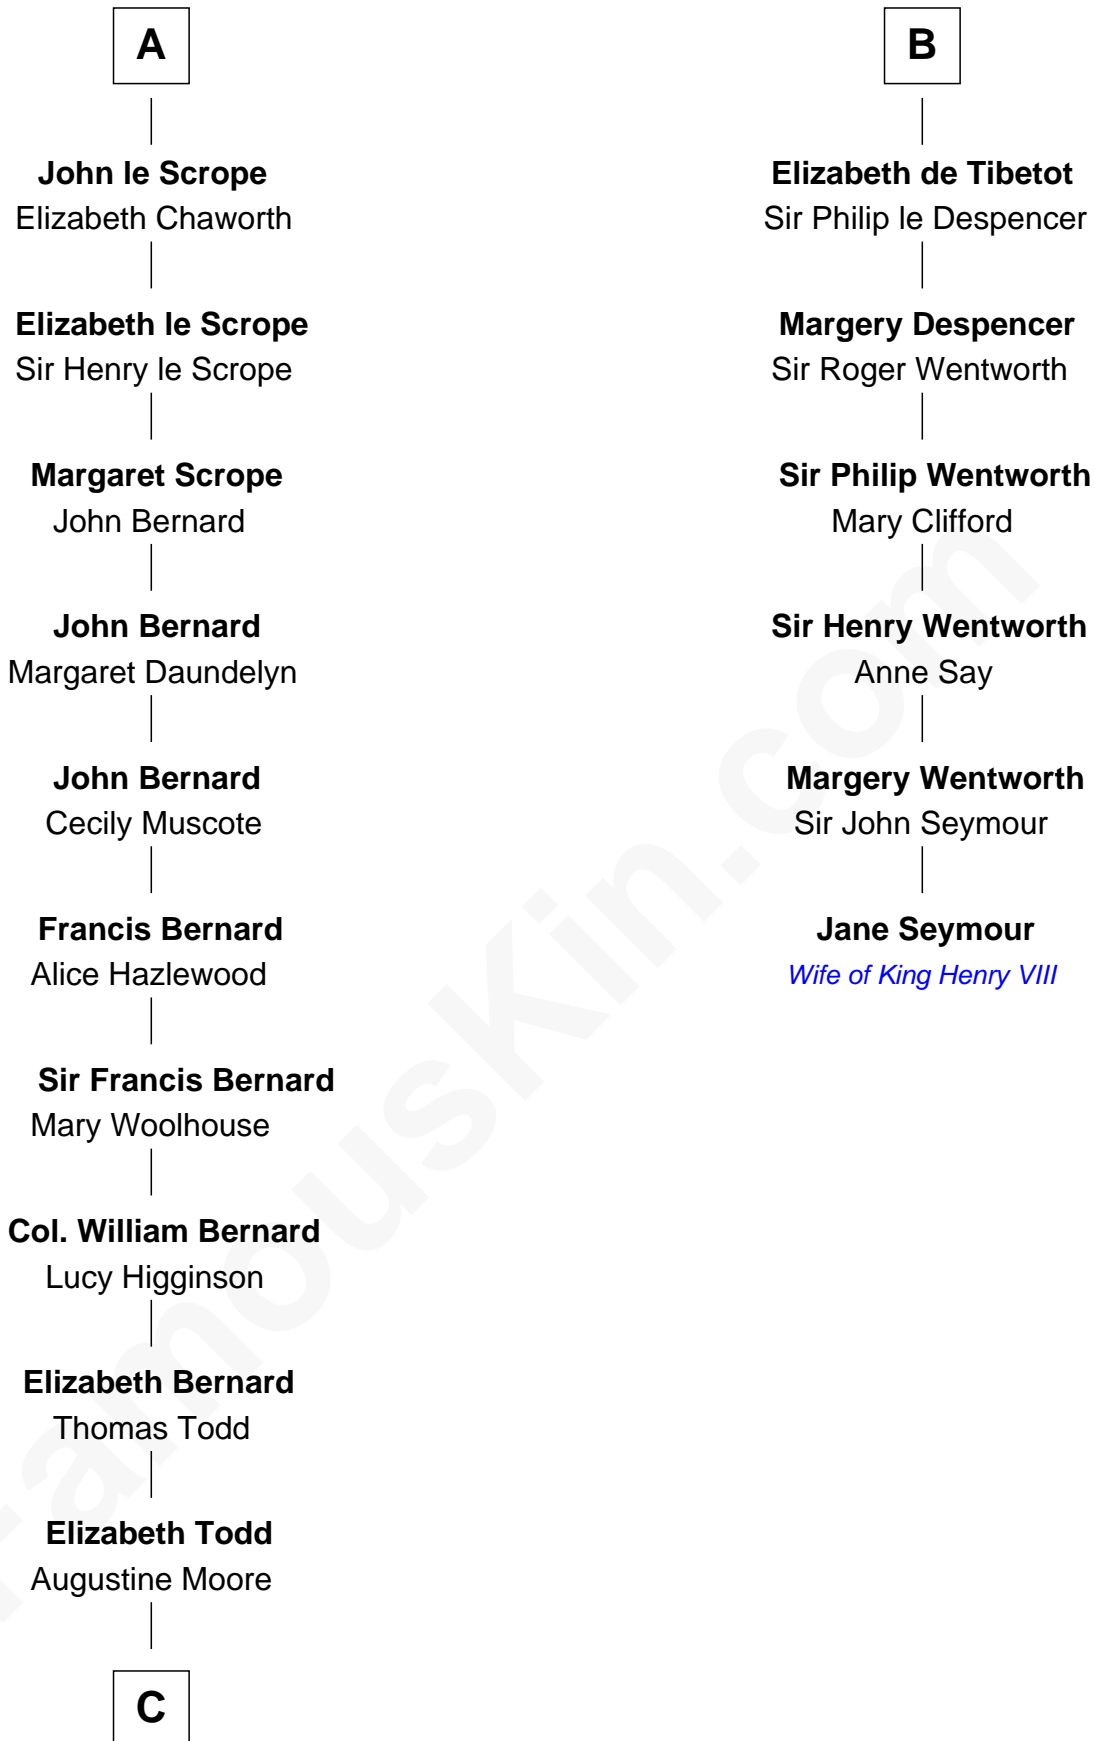 A
John le Scrope
Elizabeth Chaworth
Elizabeth le Scrope
Sir Henry le Scrope
Margaret Scrope
John Bernard
John Bernard
Margaret Daundelyn
John Bernard
Cecily Muscote
Francis Bernard
Alice Hazlewood
Sir Francis Bernard
Mary Woolhouse
Col. William Bernard
Lucy Higginson
Elizabeth Bernard
Thomas Todd
Elizabeth Todd
Augustine Moore
C
B
Elizabeth de Tibetot
Sir Philip le Despencer
Margery Despencer
Sir Roger Wentworth
Sir Philip Wentworth
Mary Clifford
Sir Henry Wentworth
Anne Say
Margery Wentworth
Sir John Seymour
Jane Seymour
Wife of King Henry VIII
FamousKin.com